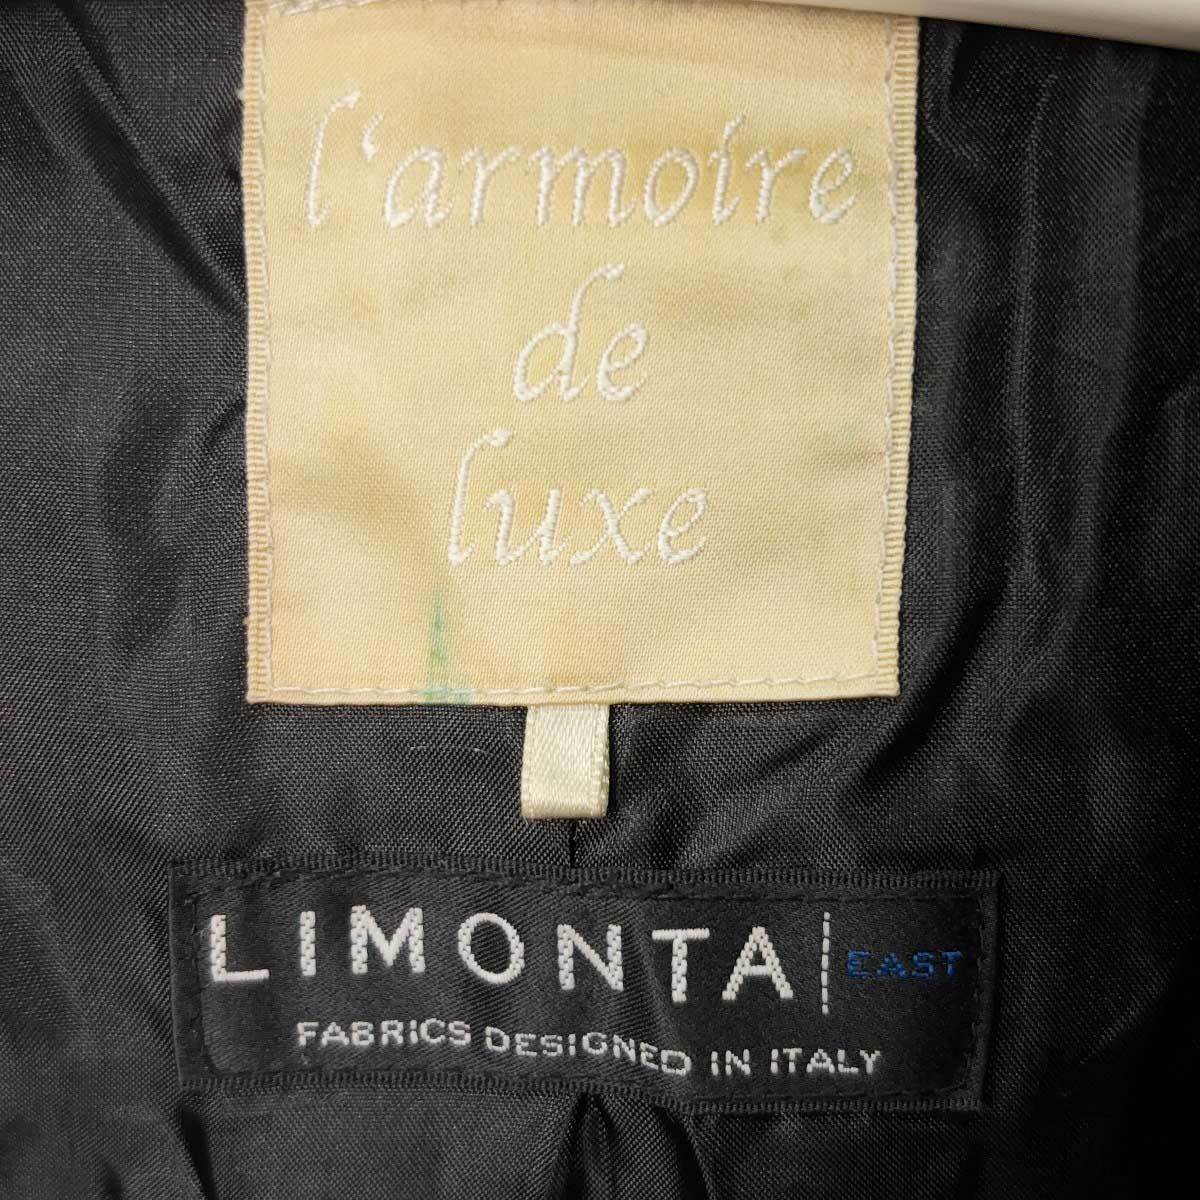 l'armoire
de
luxe
LIMONTA | EAST
FABRICS DESIGNED IN ITALY